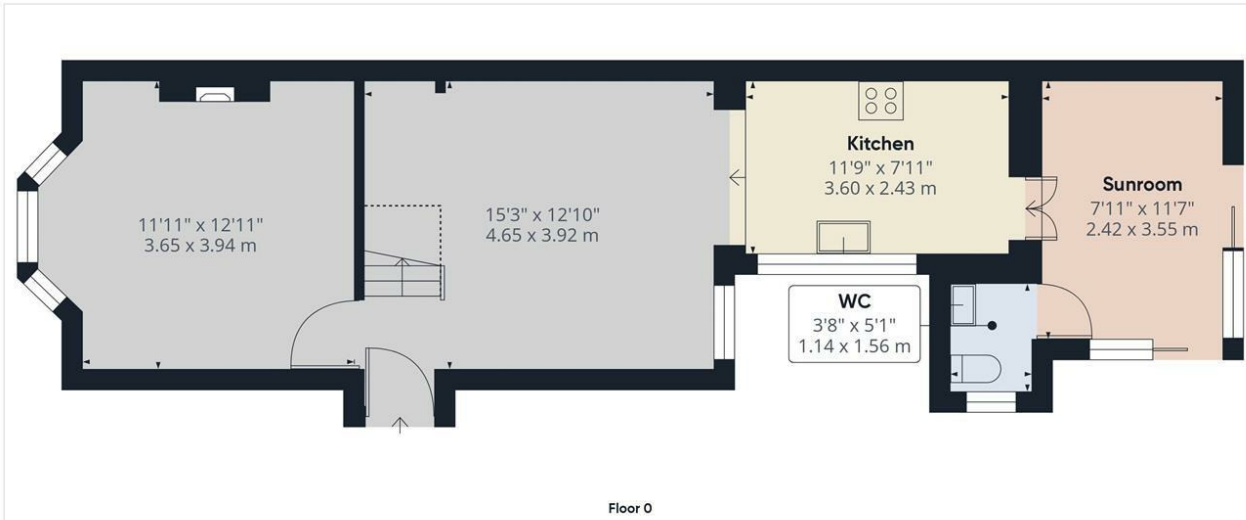 11'11" x 12'11"
3.65 x 3.94 m
15'3" x 12'10"
4.65 x 3.92 m
Kitchen
11'9" x 7'11"
3.60 x 2.43 m
Sunroom
7'11" x 11'7"
2.42 x 3.55 m
WC
3'8" x 5'1"
1.14 x 1.56 m
Floor 0